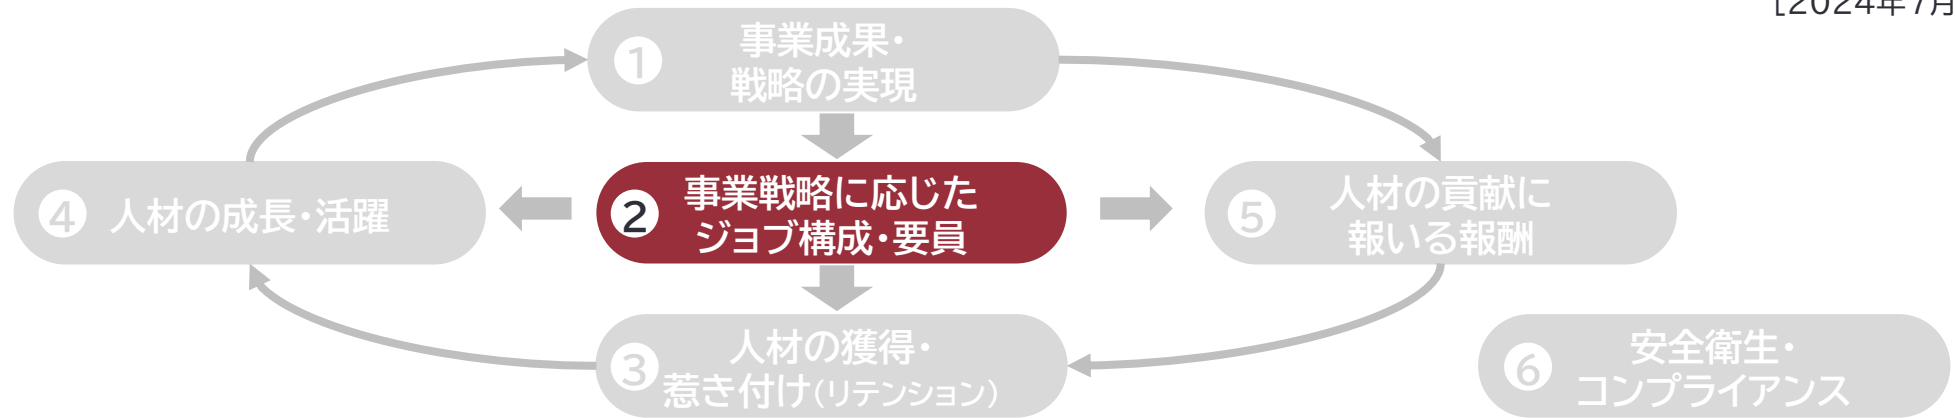 [2024年7月
1
事業成果・
戦略の実現
4
人材の成長・活躍
2
事業戦略に応じた
ジョブ構成・要員
5
人材の貢献に
報いる報酬
3
人材の獲得・
惹き付け(リテンション)
6
安全衛生・
コンプライアンス